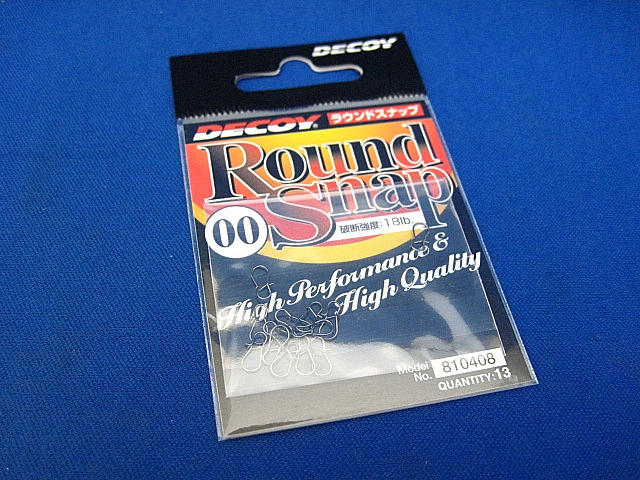 DECOY
DECOY® ラウンドスナップ
Round
Snap
00
破断強度:18lb.
High Performance &
High Quality
Model No. 810408
QUANTITY:13